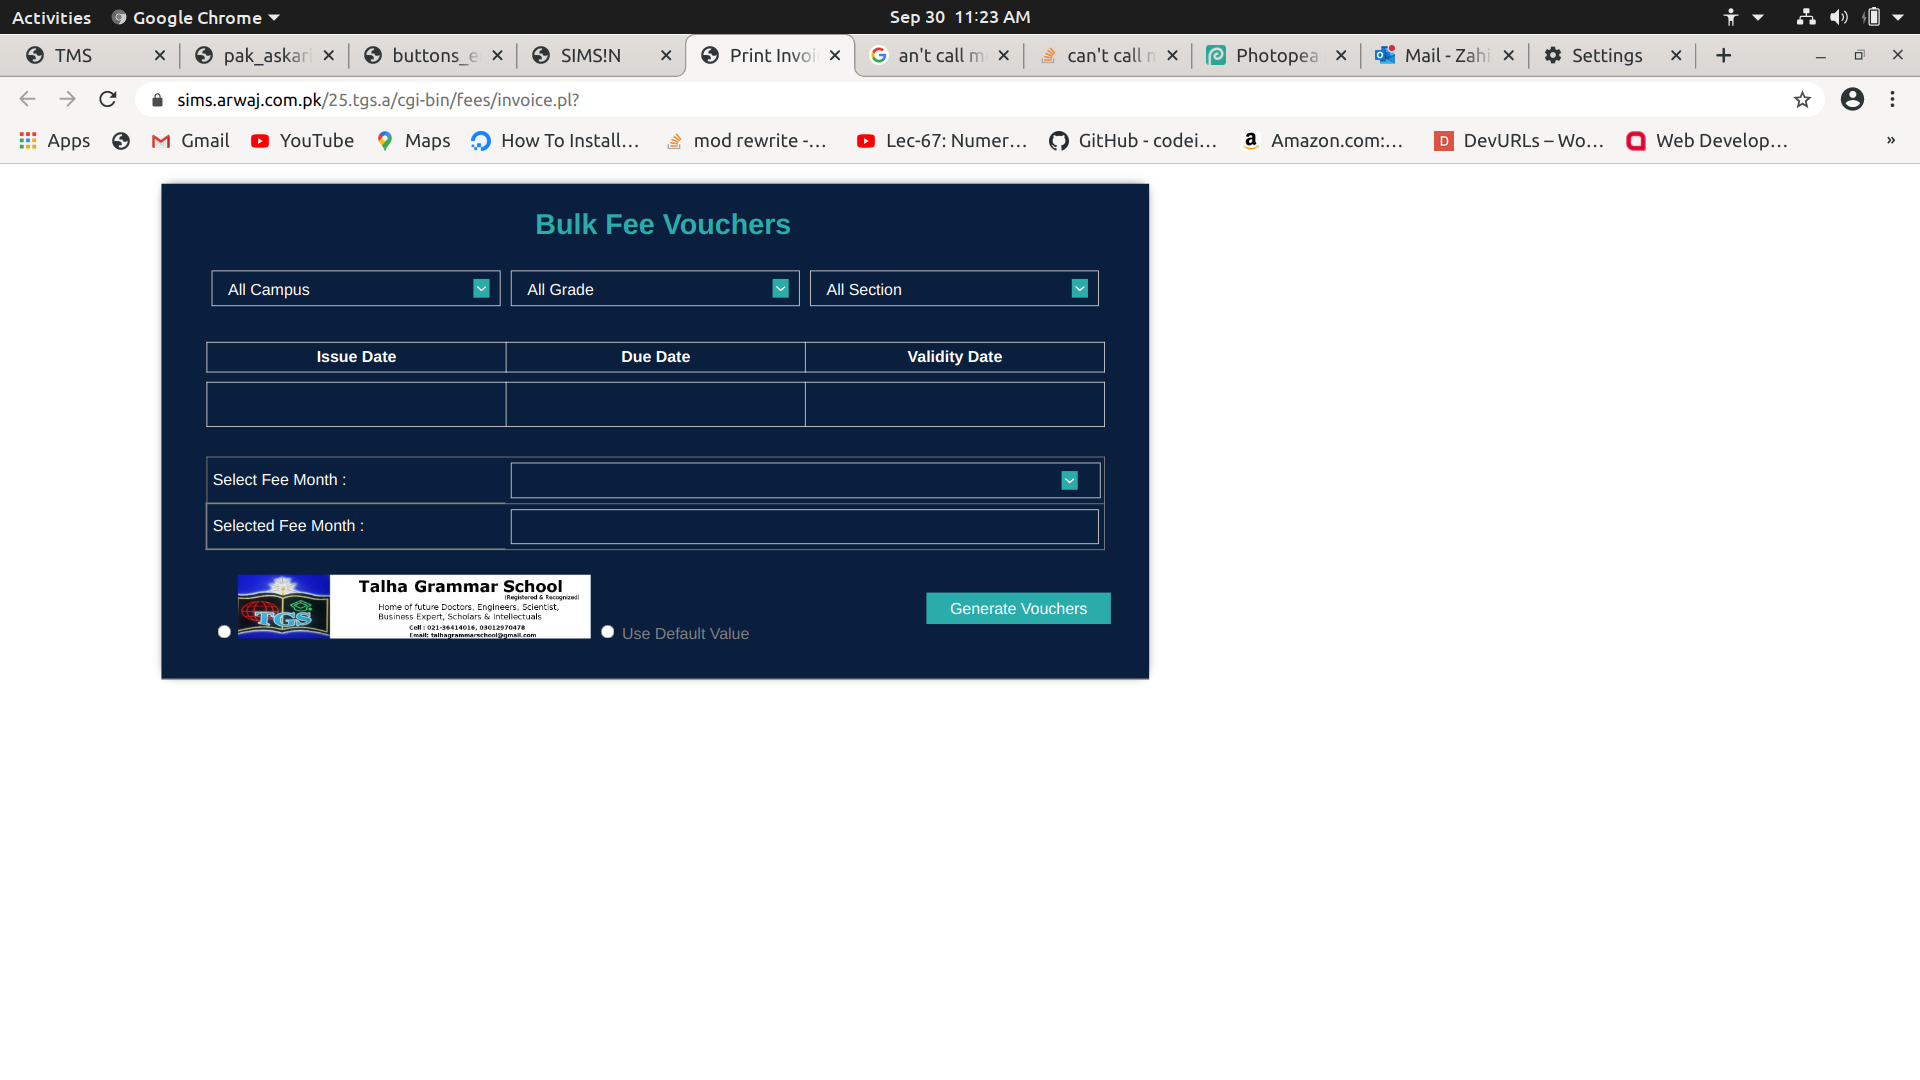 Activities Google Chrome Sep 30 11:23 AM
TMS pak_askari buttons_e SIMS!N Print Invoi an't call me can't call m Photopea Mail - Zahi Settings
sims.arwaj.com.pk/25.tgs.a/cgi-bin/fees/invoice.pl?
Apps Gmail YouTube Maps How To Install... mod rewrite -... Lec-67: Numer... GitHub - codei... Amazon.com:... DevURLs – Wo... Web Develop... »
Bulk Fee Vouchers
All Campus All Grade All Section
Issue Date Due Date Validity Date
Select Fee Month :
Selected Fee Month :
TGS
Talha Grammar School
(Registered & Recognized)
Home of future Doctors, Engineers, Scientist,
Business Expert, Scholars & Intellectuals
Cell : 021-36414016, 03012970478
Email: talhagrammarschool@gmail.com
Use Default Value
Generate Vouchers